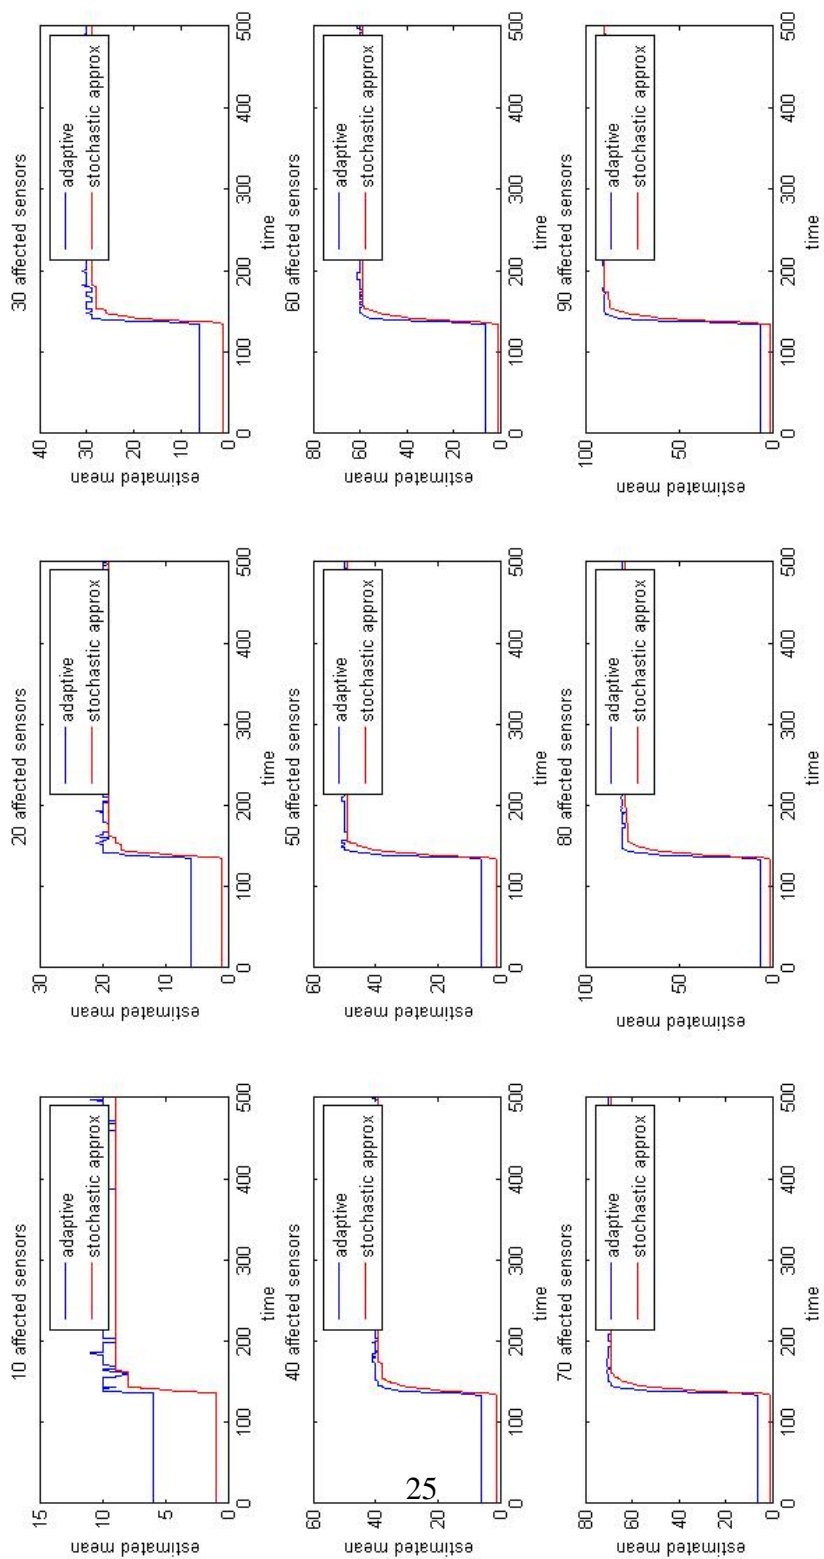 10 affected sensors
estimated mean
15
10
5
0
adaptive
stochastic approx
0 100 200 300 400 500
time
20 affected sensors
estimated mean
30
20
10
0
adaptive
stochastic approx
0 100 200 300 400 500
time
30 affected sensors
estimated mean
40
30
20
10
0
adaptive
stochastic approx
0 100 200 300 400 500
time
40 affected sensors
estimated mean
60
40
20
0
adaptive
stochastic approx
0 100 200 300 400 500
time
50 affected sensors
estimated mean
60
40
20
0
adaptive
stochastic approx
0 100 200 300 400 500
time
60 affected sensors
estimated mean
80
60
40
20
0
adaptive
stochastic approx
0 100 200 300 400 500
time
70 affected sensors
estimated mean
80
60
40
20
0
adaptive
stochastic approx
0 100 200 300 400 500
time
80 affected sensors
estimated mean
100
50
0
adaptive
stochastic approx
0 100 200 300 400 500
time
90 affected sensors
estimated mean
100
50
0
adaptive
stochastic approx
0 100 200 300 400 500
time
25